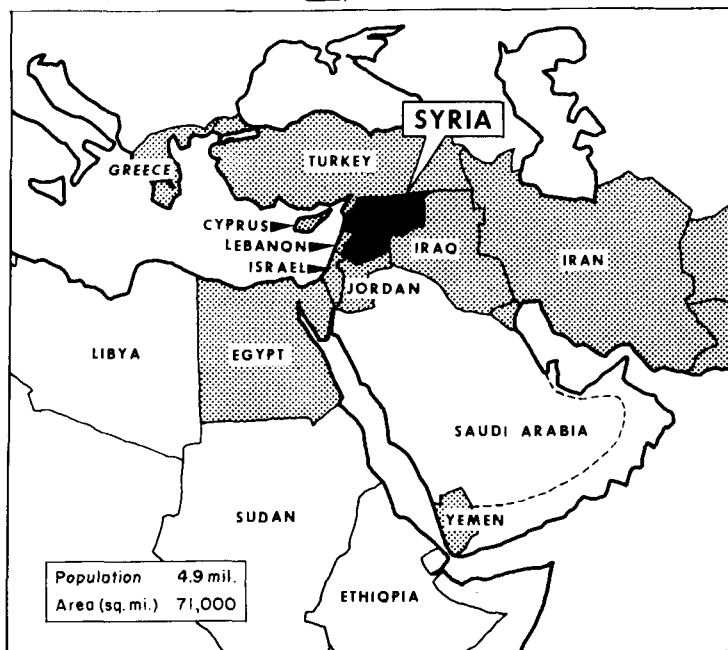 SYRIA
GREECE
TURKEY
CYPRUS
LEBANON
ISRAEL
IRAQ
IRAN
JORDAN
LIBYA
EGYPT
SAUDI ARABIA
SUDAN
YEMEN
Population 4.9 mil.
Area (sq. mi.) 71,000
ETHIOPIA